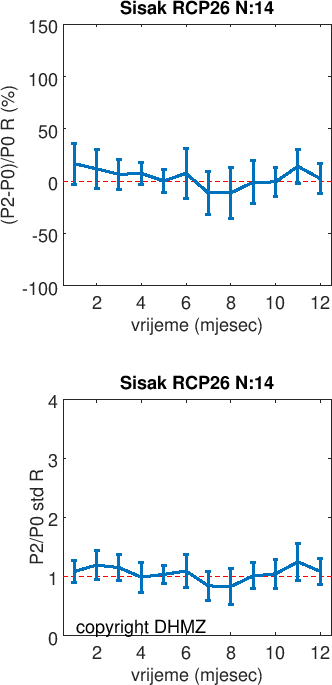 Sisak RCP26 N:14
(P2-P0)/P0 R (%)
150
100
50
0
-50
-100
2 4 6 8 10 12
vrijeme (mjesec)
Sisak RCP26 N:14
P2/P0 std R
4
3
2
1
0
copyright DHMZ
2 4 6 8 10 12
vrijeme (mjesec)